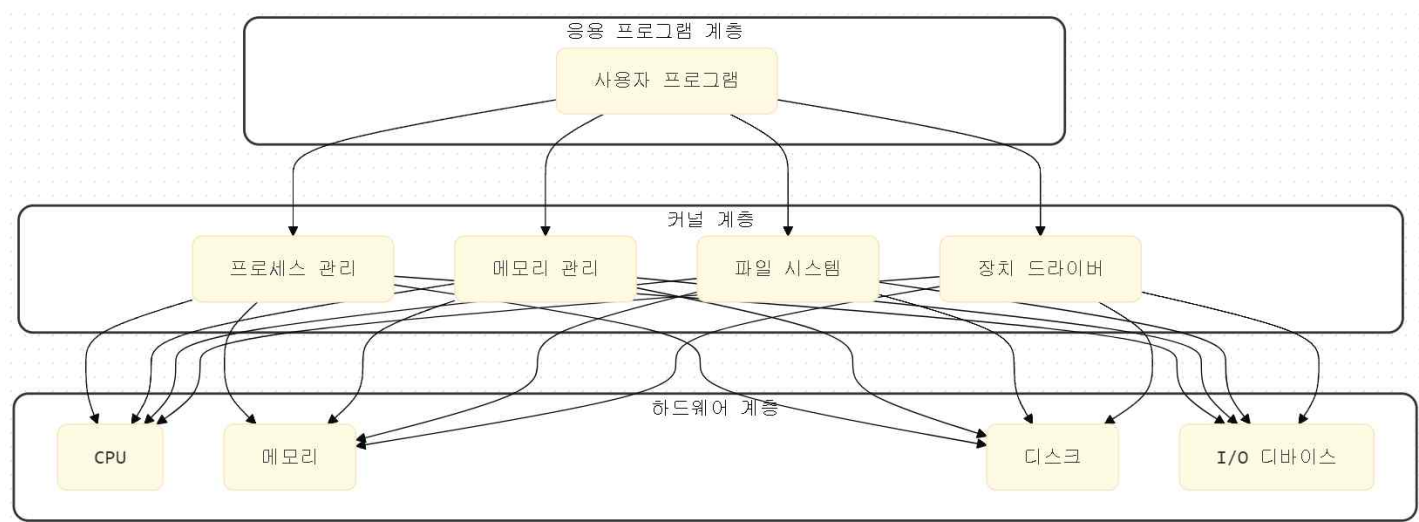 응용 프로그램 계층
사용자 프로그램
커널 계층
프로세스 관리
메모리 관리
파일 시스템
장치 드라이버
하드웨어 계층
CPU
메모리
디스크
I/O 디바이스